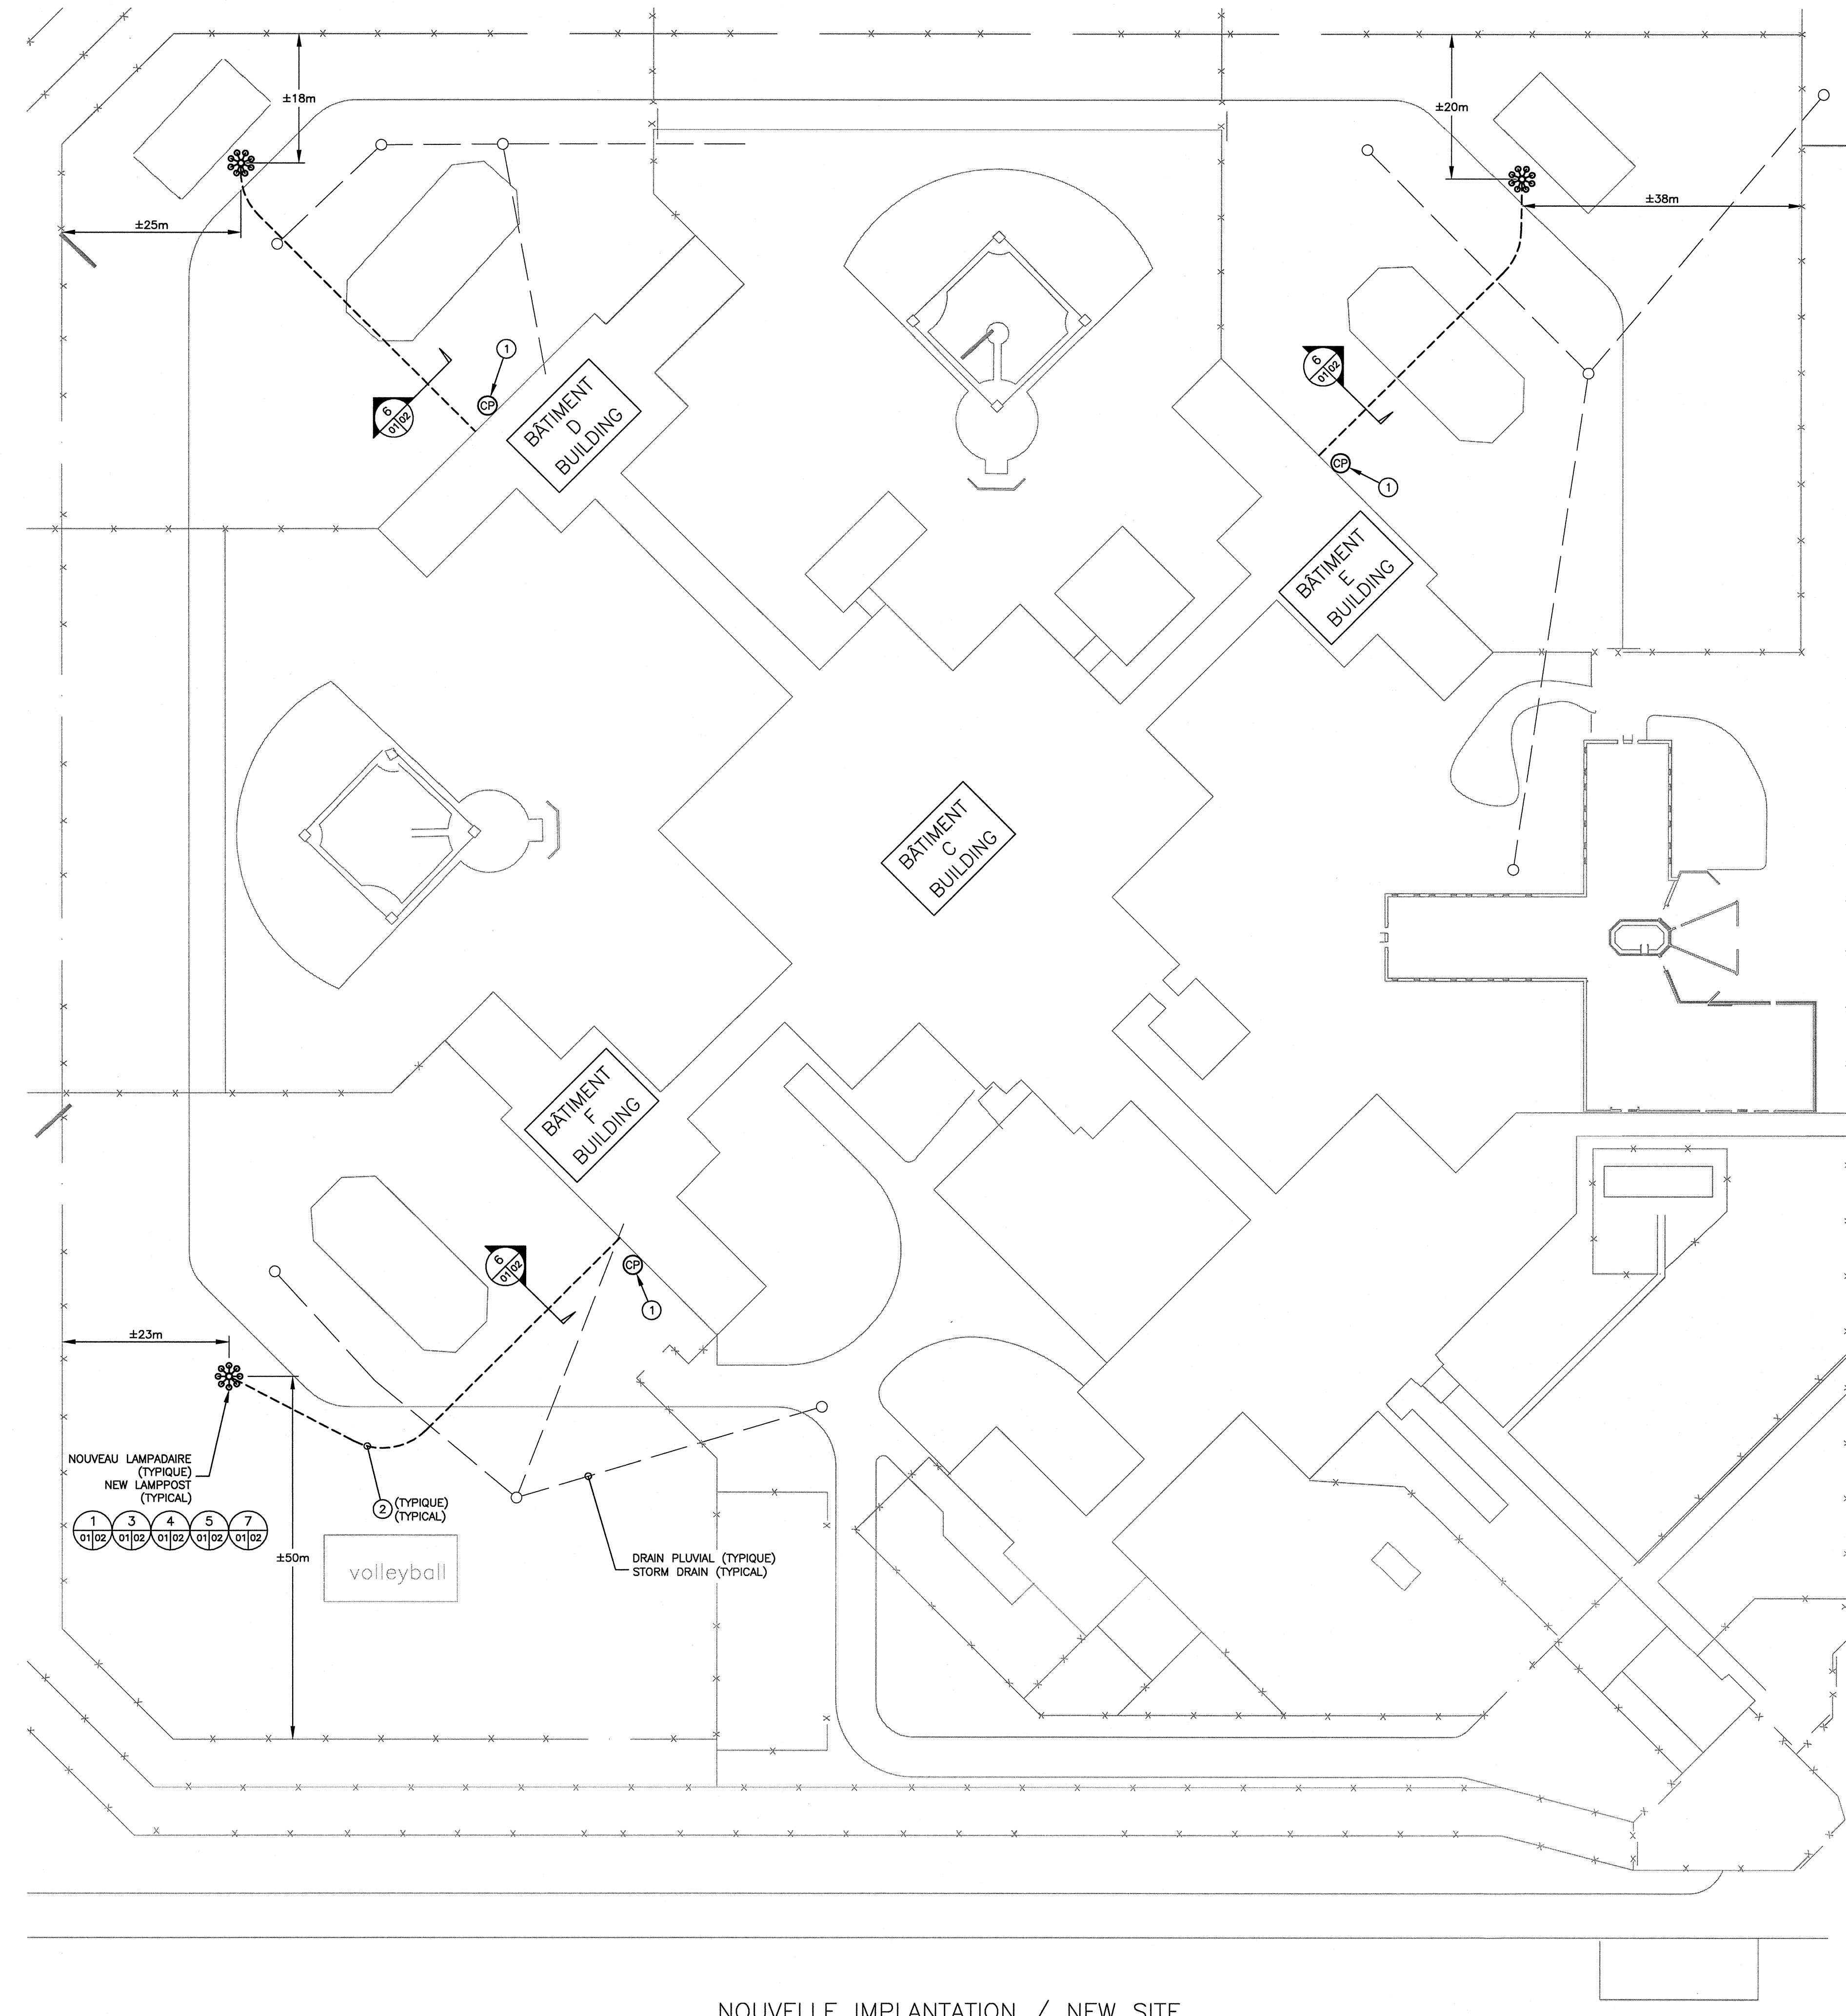 ±18m
±20m
±25m
±38m
1
CP
6
01|02
BÂTIMENT
D
BUILDING
6
01|02
CP
1
BÂTIMENT
E
BUILDING
BÂTIMENT
C
BUILDING
BÂTIMENT
F
BUILDING
6
01|02
CP
1
±23m
NOUVEAU LAMPADAIRE
(TYPIQUE)
NEW LAMPPOST
(TYPICAL)
1 3 4 5 7
01|02 01|02 01|02 01|02 01|02
2 (TYPIQUE)
(TYPICAL)
±50m
volleyball
DRAIN PLUVIAL (TYPIQUE)
STORM DRAIN (TYPICAL)
NOUVELLE IMPLANTATION / NEW SITE